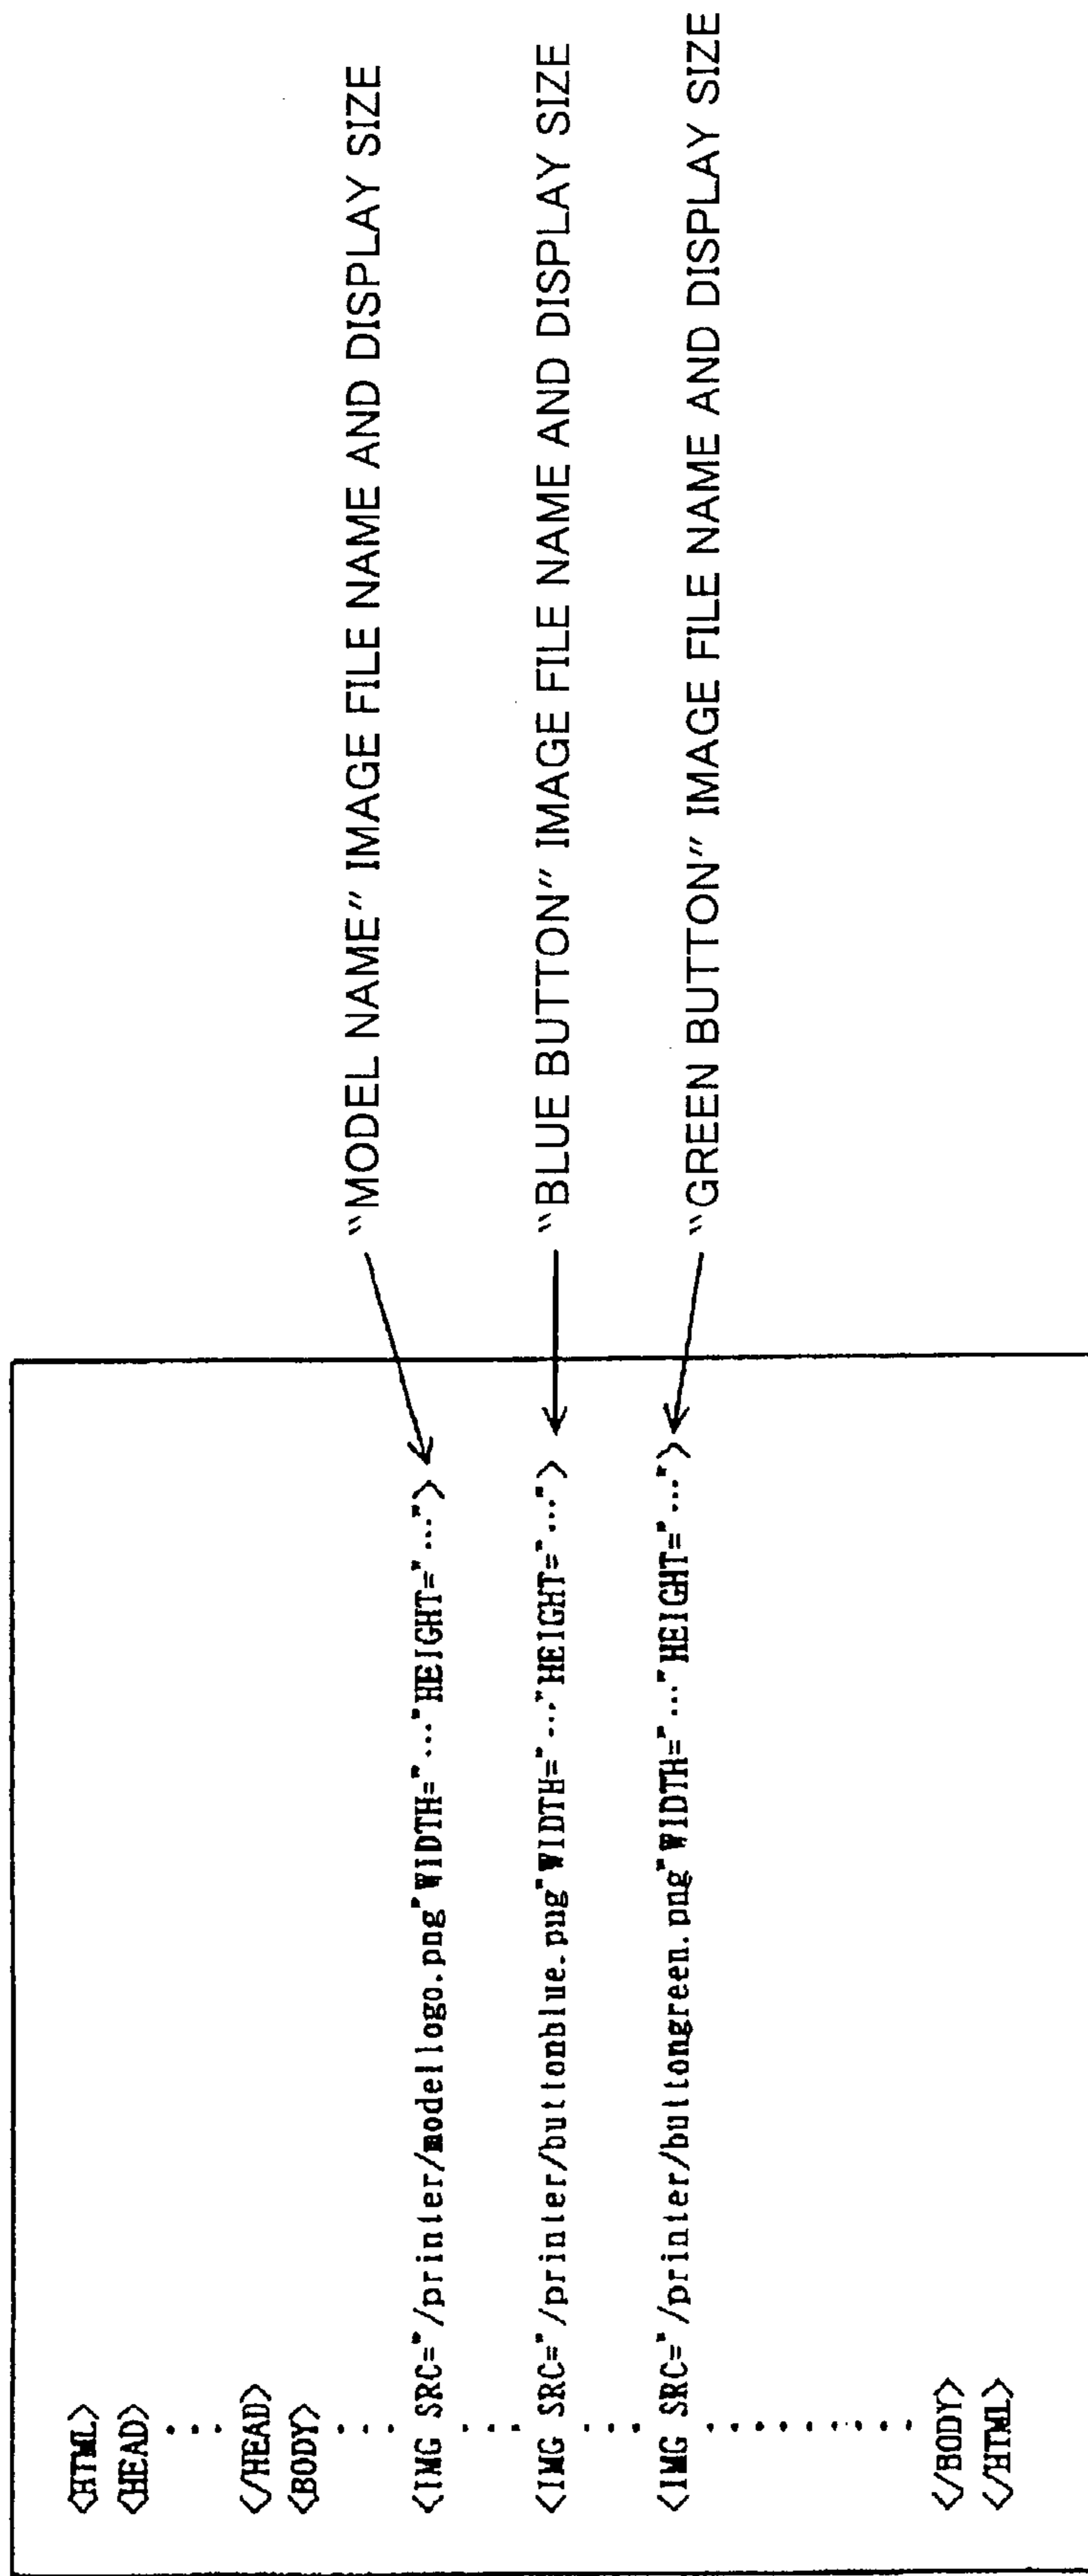 <HTML>
<HEAD>
....
</HEAD>
<BODY>
....
<IMG SRC="/printer/modellogo.png"WIDTH="..."HEIGHT="...">
....
<IMG SRC="/printer/buttonblue.png"WIDTH="..."HEIGHT="...">
....
<IMG SRC="/printer/buttongreen.png"WIDTH="..."HEIGHT="...">
.........
</BODY>
</HTML>
"MODEL NAME" IMAGE FILE NAME AND DISPLAY SIZE
"BLUE BUTTON" IMAGE FILE NAME AND DISPLAY SIZE
"GREEN BUTTON" IMAGE FILE NAME AND DISPLAY SIZE